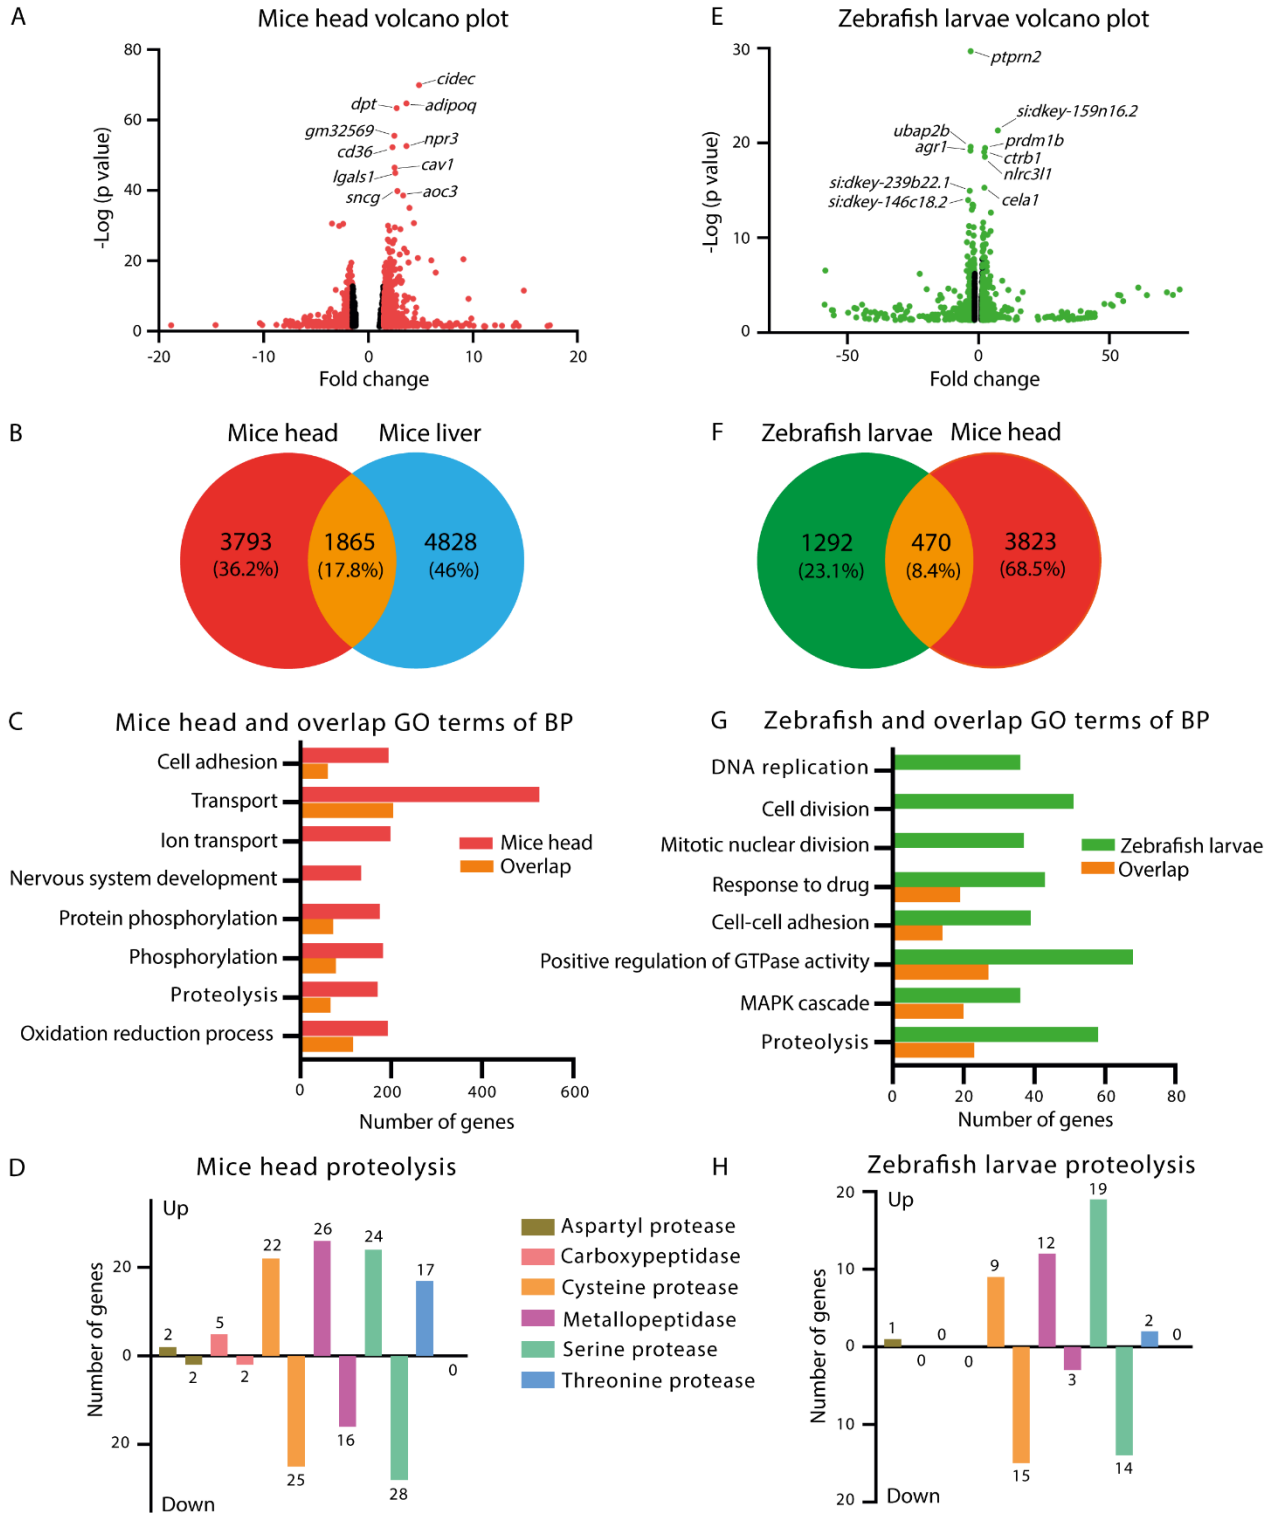 A
Mice head volcano plot
80
60
40
20
0
-Log (p value)
cidec
dpt
adipoq
gm32569
npr3
cd36
cav1
lgals1
sncg
aoc3
-20
-10
0
10
20
Fold change
E
Zebrafish larvae volcano plot
30
20
10
0
-Log (p value)
ptprn2
si:dkey-159n16.2
ubap2b
prdm1b
agr1
ctrb1
nlrc3l1
si:dkey-239b22.1
si:dkey-146c18.2
cela1
-50
0
50
Fold change
B
Mice head
Mice liver
3793
(36.2%)
1865
(17.8%)
4828
(46%)
F
Zebrafish larvae
Mice head
1292
(23.1%)
470
(8.4%)
3823
(68.5%)
C
Mice head and overlap GO terms of BP
Cell adhesion
Transport
Ion transport
Nervous system development
Protein phosphorylation
Phosphorylation
Proteolysis
Oxidation reduction process
Mice head
Overlap
0
200
400
600
Number of genes
G
Zebrafish and overlap GO terms of BP
DNA replication
Cell division
Mitotic nuclear division
Response to drug
Cell-cell adhesion
Positive regulation of GTPase activity
MAPK cascade
Proteolysis
Zebrafish larvae
Overlap
0
20
40
60
80
Number of genes
D
Mice head proteolysis
Up
Number of genes
20
0
20
2
2
5
2
22
25
26
16
24
28
17
0
Down
Aspartyl protease
Carboxypeptidase
Cysteine protease
Metallopeptidase
Serine protease
Threonine protease
H
Zebrafish larvae proteolysis
Up
Number of genes
20
10
0
10
20
1
0
0
0
9
15
12
3
19
14
2
0
Down